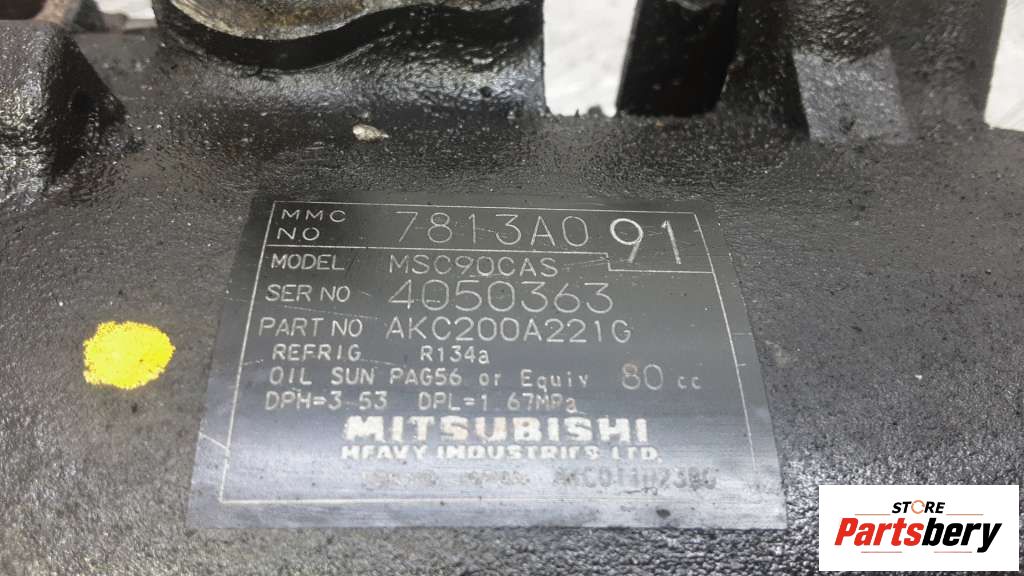 MMC NO 7813A091
MODEL MSC90CAS
SER NO 4050363
PART NO AKC200A221G
REFRIG R134a
OIL SUN PAG56 or Equiv 80 cc
DPH=3.53 DPL=1.67MPa
MITSUBISHI
HEAVY INDUSTRIES LTD.
STORE
Partsbery